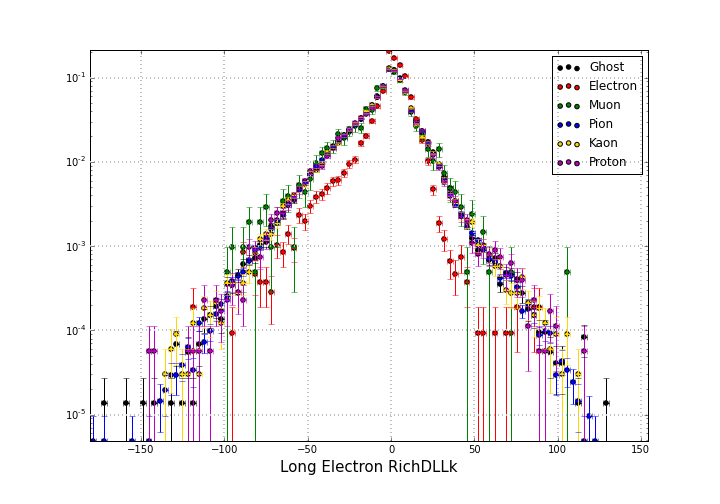 Ghost
Electron
Muon
Pion
Kaon
Proton
10⁻¹
10⁻²
10⁻³
10⁻⁴
10⁻⁵
−150 −100 −50 0 50 100 150
Long Electron RichDLLk